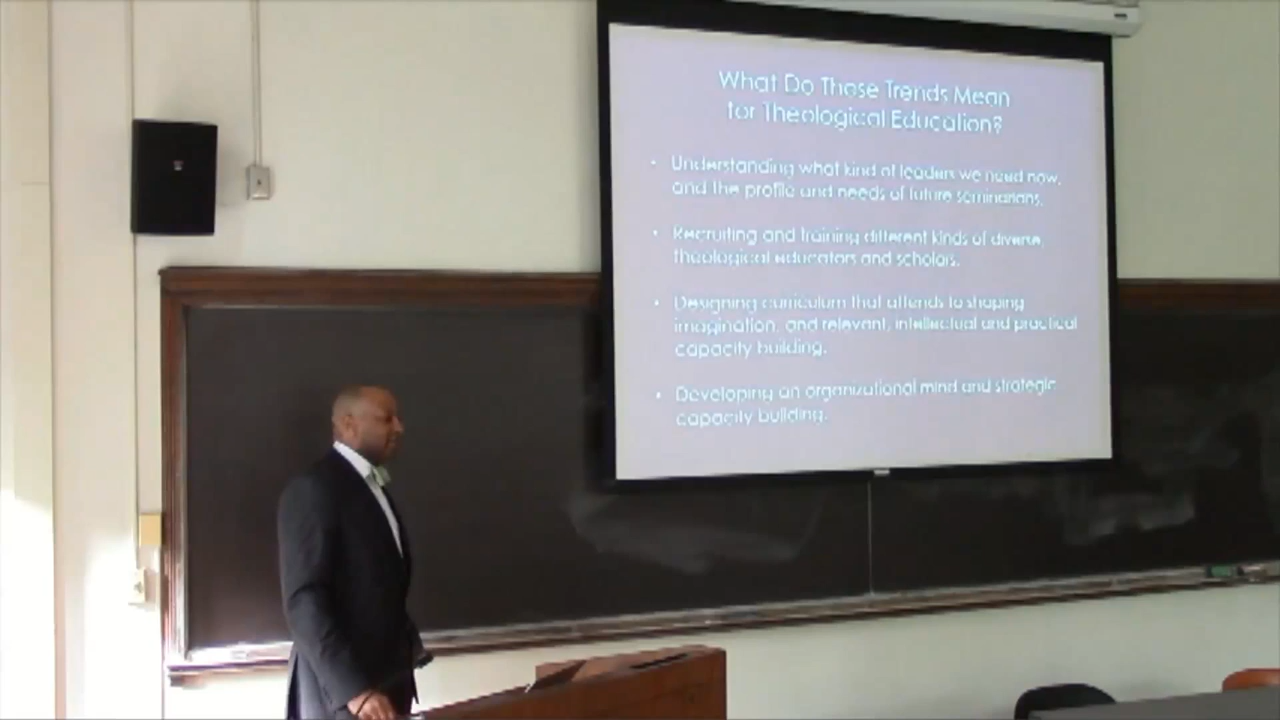 What Do These Trends Mean
for Theological Education?
• Understanding what kind of leaders we need now,
and the profile and needs of future seminarians.
• Recruiting and training different kinds of diverse
theological educators and scholars.
• Designing curriculum that attends to shaping
imagination, and relevant, intellectual and practical
capacity building.
• Developing an organizational mind and strategic
capacity building.